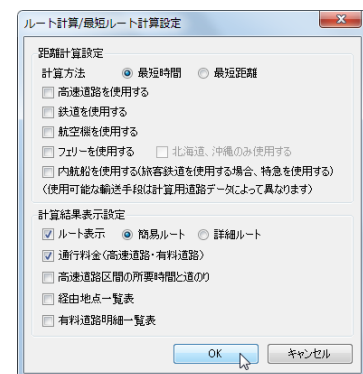 ルート計算/最短ルート計算設定
距離計算設定
計算方法 最短時間 最短距離
高速道路を使用する
鉄道を使用する
航空機を使用する
フェリーを使用する 北海道、沖縄のみ使用する
内航船を使用する(旅客鉄道を使用する場合、特急を使用する)
(使用可能な輸送手段は計算用道路データによって異なります)
計算結果表示設定
ルート表示 簡易ルート 詳細ルート
通行料金(高速道路・有料道路)
高速道路区間の所要時間と道のり
経由地点一覧表
有料道路明細一覧表
OK キャンセル